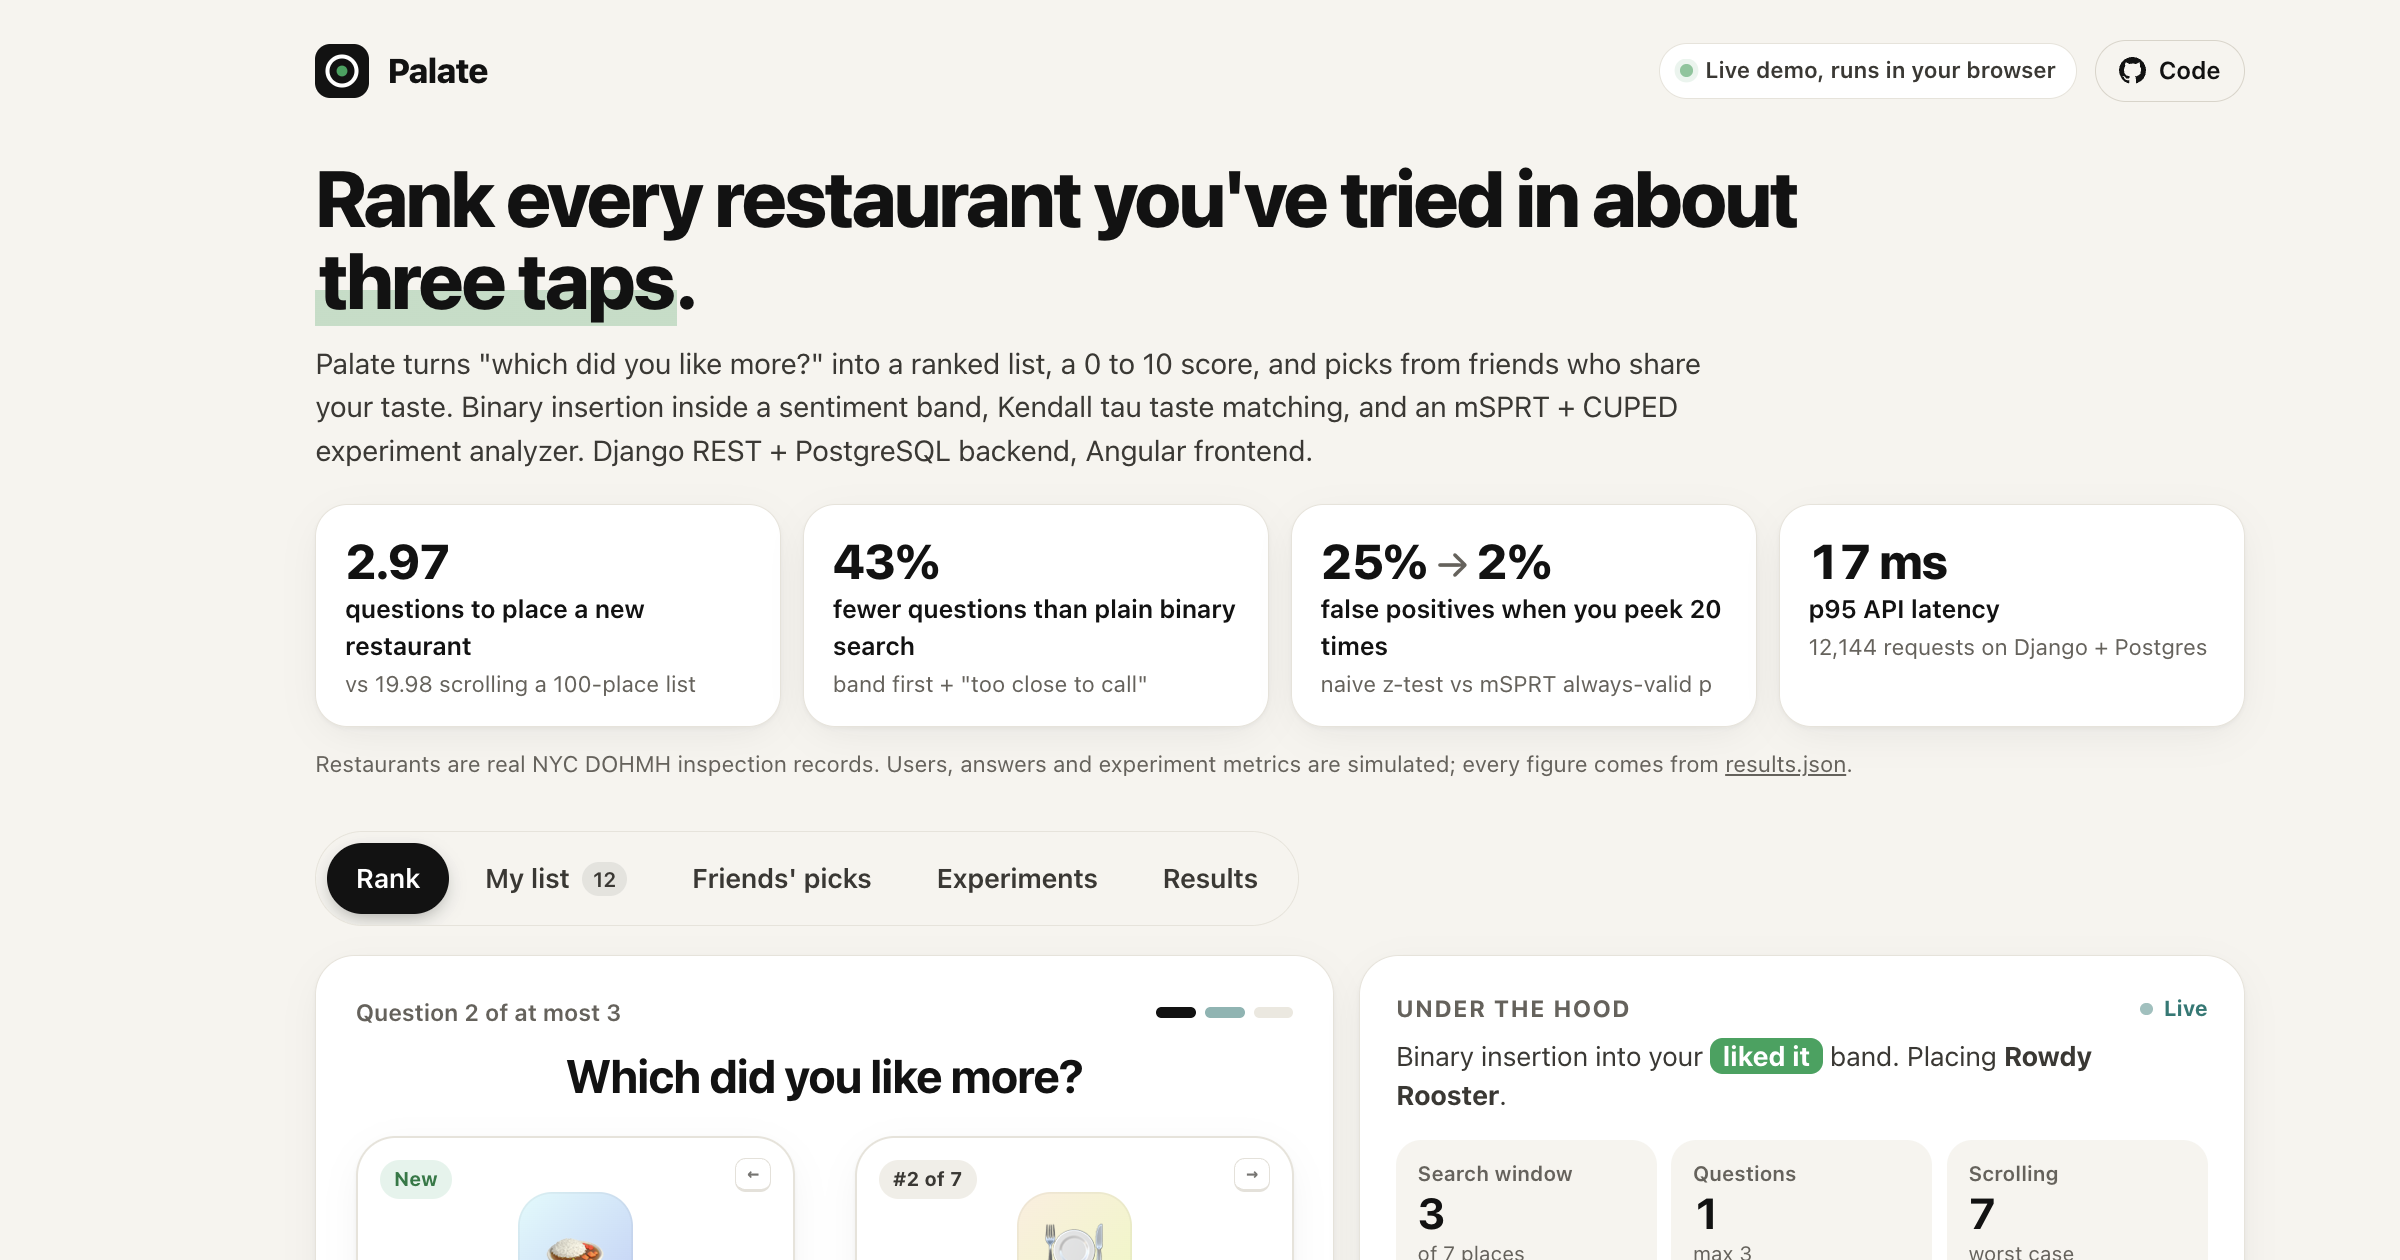 Palate
Live demo, runs in your browser
Code
Rank every restaurant you've tried in about
three taps.
Palate turns "which did you like more?" into a ranked list, a 0 to 10 score, and picks from friends who share
your taste. Binary insertion inside a sentiment band, Kendall tau taste matching, and an mSPRT + CUPED
experiment analyzer. Django REST + PostgreSQL backend, Angular frontend.
2.97
questions to place a new
restaurant
vs 19.98 scrolling a 100-place list
43%
fewer questions than plain binary
search
band first + "too close to call"
25% → 2%
false positives when you peek 20
times
naive z-test vs mSPRT always-valid p
17 ms
p95 API latency
12,144 requests on Django + Postgres
Restaurants are real NYC DOHMH inspection records. Users, answers and experiment metrics are simulated; every figure comes from results.json.
Rank
My list 12
Friends' picks
Experiments
Results
Question 2 of at most 3
Which did you like more?
New
←
#2 of 7
→
UNDER THE HOOD
Live
Binary insertion into your liked it band. Placing Rowdy
Rooster.
Search window
3
of 7 places
Questions
1
max 3
Scrolling
7
worst case